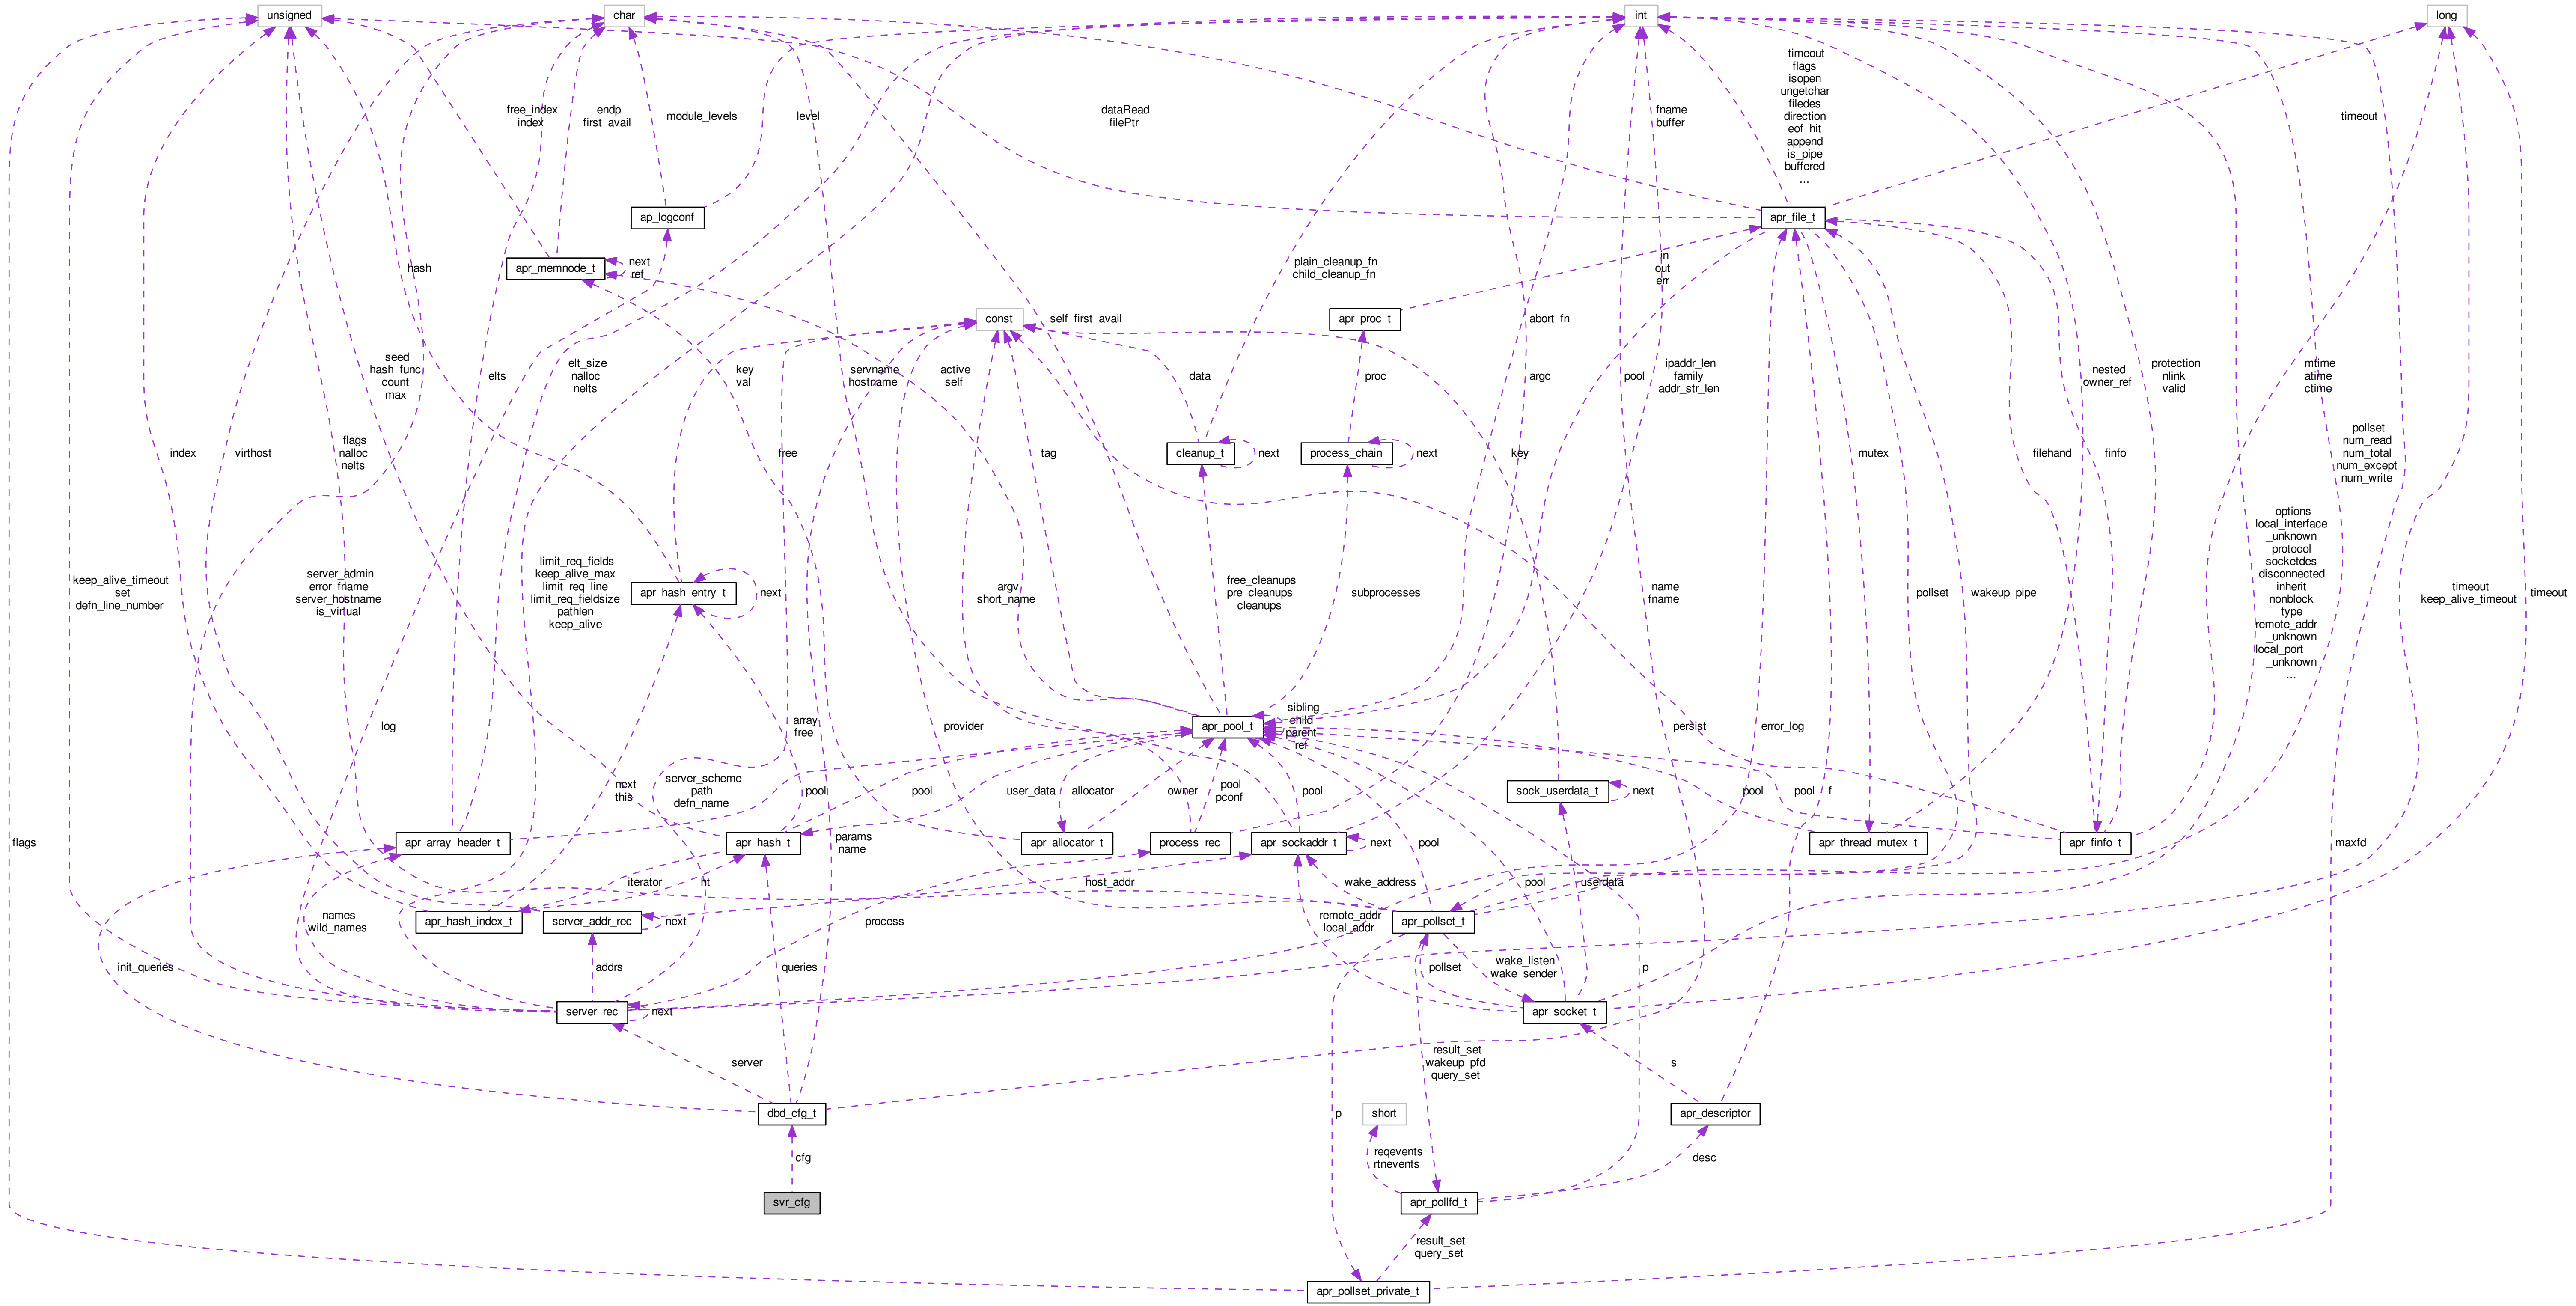 unsigned
char
int
long
free_index
index
endp
first_avail
module_levels
level
dataRead
filePtr
fname
buffer
timeout
flags
isopen
ungetchar
filedes
direction
eof_hit
append
is_pipe
buffered
...
timeout
ap_logconf
apr_file_t
hash
apr_memnode_t
next
ref
plain_cleanup_fn
child_cleanup_fn
in
out
err
const
self_first_avail
apr_proc_t
abort_fn
seed
hash_func
count
max
elts
elt_size
nalloc
nelts
key
val
servname
hostname
active
self
data
proc
argc
pool
ipaddr_len
family
addr_str_len
nested
owner_ref
protection
nlink
valid
mtime
atime
ctime
index
virthost
flags
nalloc
nelts
free
tag
cleanup_t
next
process_chain
next
key
mutex
filehand
finfo
pollset
num_read
num_total
num_except
num_write
keep_alive_timeout
_set
defn_line_number
server_admin
error_fname
server_hostname
is_virtual
limit_req_fields
keep_alive_max
limit_req_line
limit_req_fieldsize
pathlen
keep_alive
apr_hash_entry_t
next
argv
short_name
free_cleanups
pre_cleanups
cleanups
subprocesses
name
fname
pollset
wakeup_pipe
options
local_interface
_unknown
protocol
socketdes
disconnected
inherit
nonblock
type
remote_addr
_unknown
local_port
_unknown
...
timeout
keep_alive_timeout
timeout
log
array
free
provider
apr_pool_t
sibling
child
parent
ref
persist
error_log
next
this
server_scheme
path
defn_name
pool
pool
user_data
allocator
owner
pool
pconf
pool
sock_userdata_t
next
pool
pool
f
flags
apr_array_header_t
apr_hash_t
params
name
apr_allocator_t
process_rec
apr_sockaddr_t
next
pool
apr_thread_mutex_t
apr_finfo_t
maxfd
iterator
ht
host_addr
wake_address
pool
userdata
names
wild_names
apr_hash_index_t
server_addr_rec
next
process
remote_addr
local_addr
apr_pollset_t
init_queries
addrs
queries
pollset
wake_listen
wake_sender
p
server_rec
next
apr_socket_t
server
result_set
wakeup_pfd
query_set
s
dbd_cfg_t
p
short
apr_descriptor
cfg
reqevents
rtnevents
desc
svr_cfg
apr_pollfd_t
result_set
query_set
apr_pollset_private_t